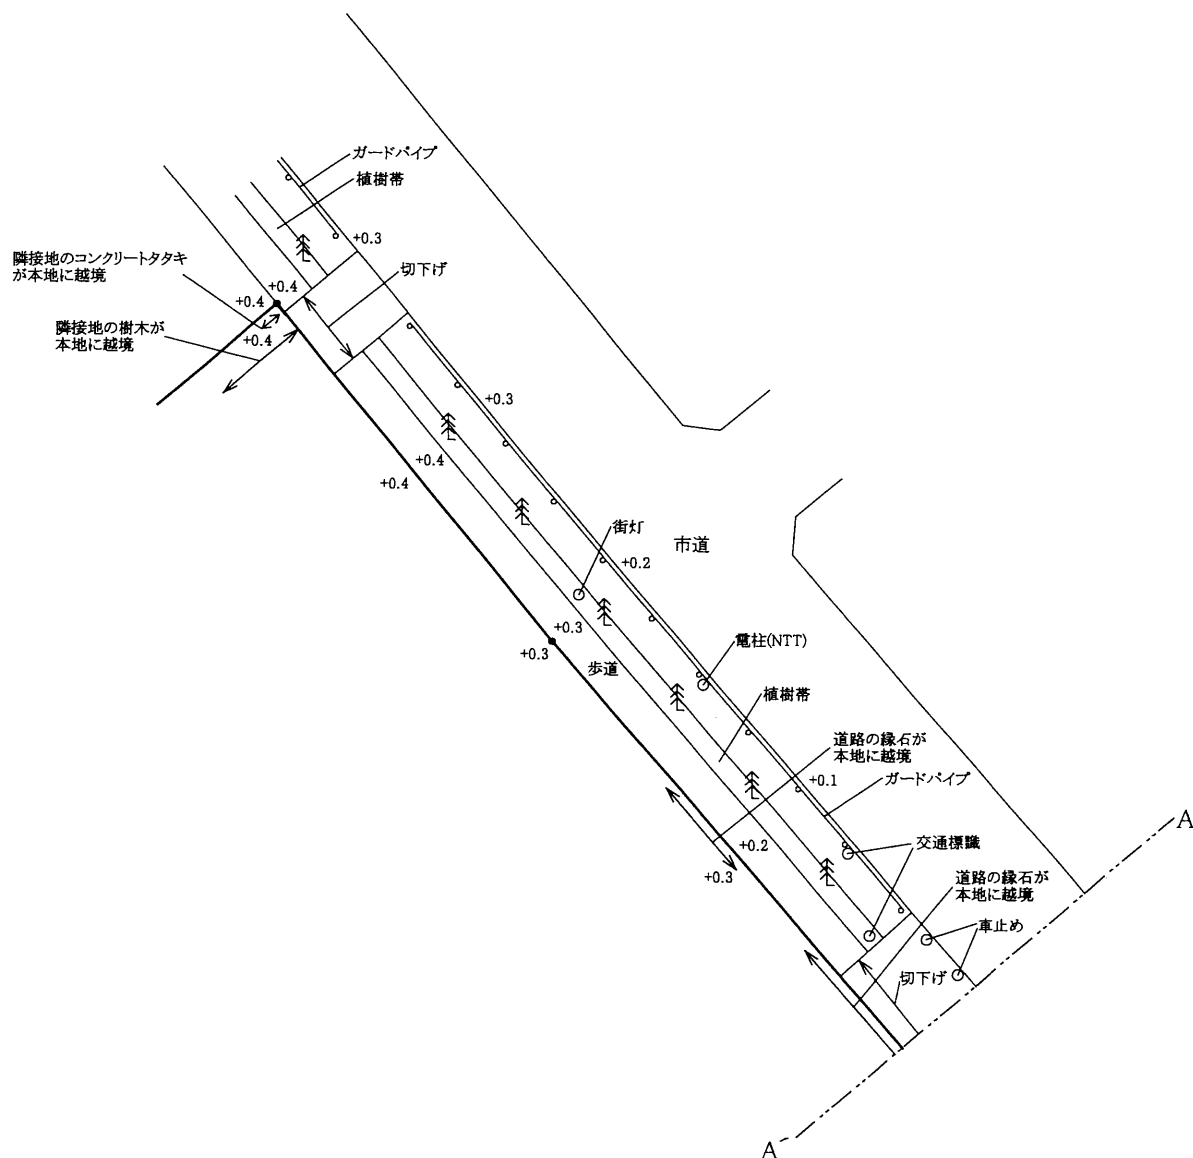 ガードパイプ
植樹帯
+0.3
隣接地のコンクリートタタキ
が本地に越境
切下げ
+0.4
+0.4
隣接地の樹木が
本地に越境
+0.4
+0.3
+0.4
+0.4
街灯
市道
+0.2
+0.3
+0.3
電柱(NTT)
歩道
植樹帯
道路の縁石が
本地に越境
+0.1
ガードパイプ
A
+0.2
交通標識
+0.3
道路の縁石が
本地に越境
車止め
切下げ
A